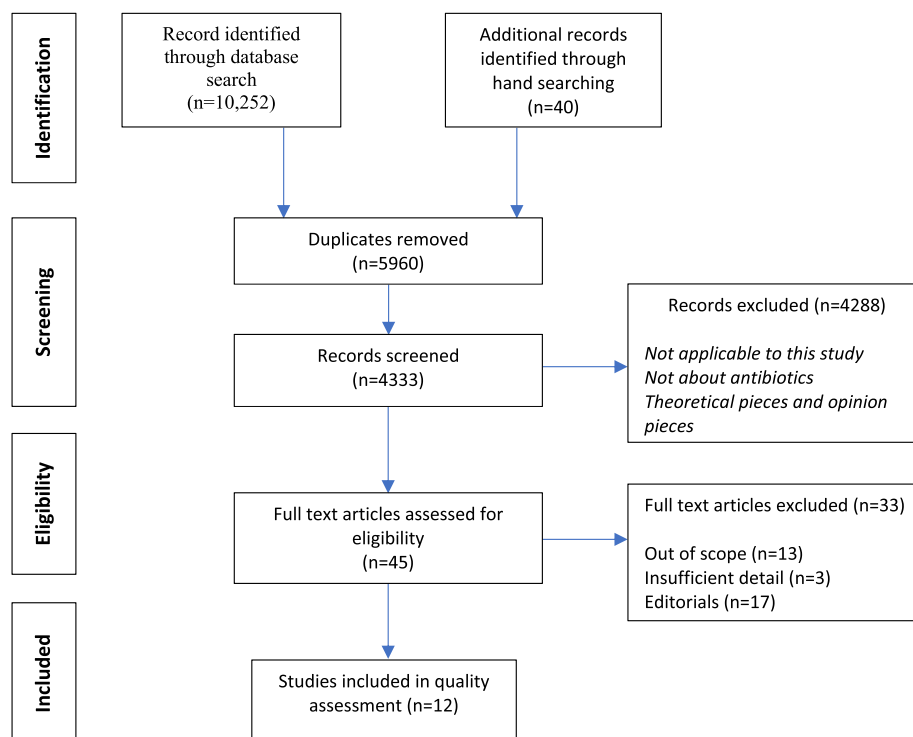 Identification
Record identified
through database
search
(n=10,252)
Additional records
identified through
hand searching
(n=40)
Screening
Duplicates removed
(n=5960)
Records screened
(n=4333)
Records excluded (n=4288)
Not applicable to this study
Not about antibiotics
Theoretical pieces and opinion
pieces
Eligibility
Full text articles assessed for
eligibility
(n=45)
Full text articles excluded (n=33)
Out of scope (n=13)
Insufficient detail (n=3)
Editorials (n=17)
Included
Studies included in quality
assessment (n=12)